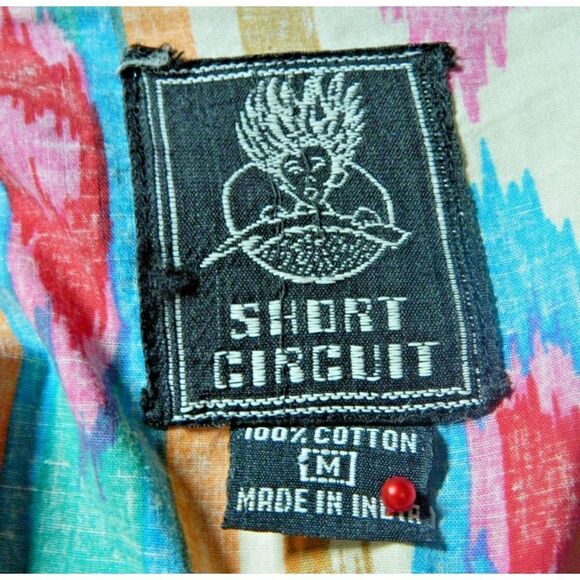 SHORT
CIRCUIT
100% COTTON
M
MADE IN INDIA